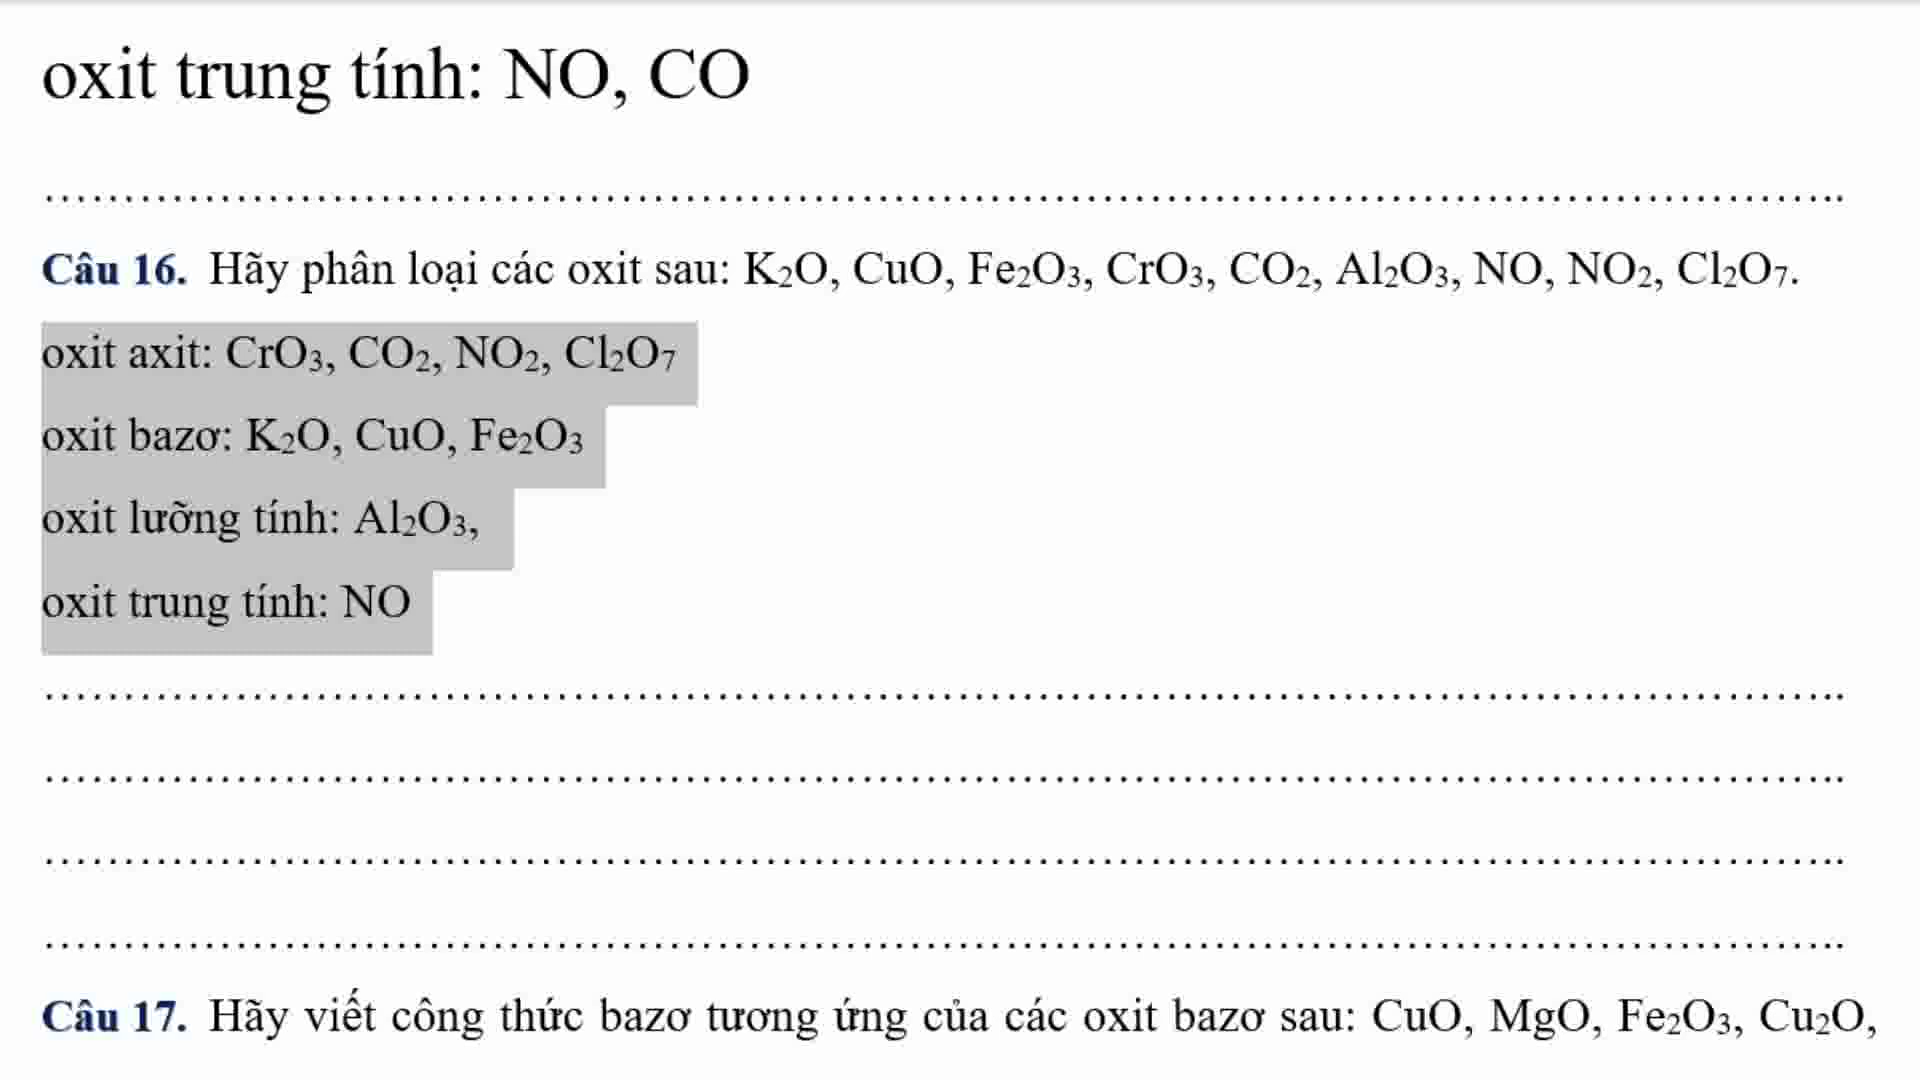 oxit trung tính: NO, CO
................................................................................................................
Câu 16. Hãy phân loại các oxit sau: K₂O, CuO, Fe₂O₃, CrO₃, CO₂, Al₂O₃, NO, NO₂, Cl₂O₇.
oxit axit: CrO₃, CO₂, NO₂, Cl₂O₇
oxit bazơ: K₂O, CuO, Fe₂O₃
oxit lưỡng tính: Al₂O₃,
oxit trung tính: NO
................................................................................................................
................................................................................................................
................................................................................................................
................................................................................................................
Câu 17. Hãy viết công thức bazơ tương ứng của các oxit bazơ sau: CuO, MgO, Fe₂O₃, Cu₂O,